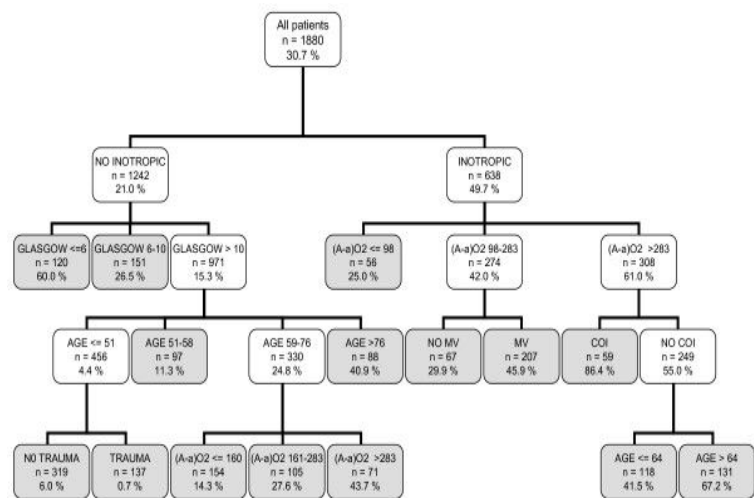 All patients
n = 1880
30.7 %
NO INOTROPIC
n = 1242
21.0 %
INOTROPIC
n = 638
49.7 %
GLASGOW <=6
n = 120
60.0 %
GLASGOW 6-10
n = 151
26.5 %
GLASGOW > 10
n = 971
15.3 %
(A-a)O2 <= 98
n = 56
25.0 %
(A-a)O2 98-283
n = 274
42.0 %
(A-a)O2 >283
n = 308
61.0 %
AGE <= 51
n = 456
4.4 %
AGE 51-58
n = 97
11.3 %
AGE 59-76
n = 330
24.8 %
AGE >76
n = 88
40.9 %
NO MV
n = 67
29.9 %
MV
n = 207
45.9 %
COI
n = 59
86.4 %
NO COI
n = 249
55.0 %
N0 TRAUMA
n = 319
6.0 %
TRAUMA
n = 137
0.7 %
(A-a)O2 <= 160
n = 154
14.3 %
(A-a)O2 161-283
n = 105
27.6 %
(A-a)O2 >283
n = 71
43.7 %
AGE <= 64
n = 118
41.5 %
AGE > 64
n = 131
67.2 %